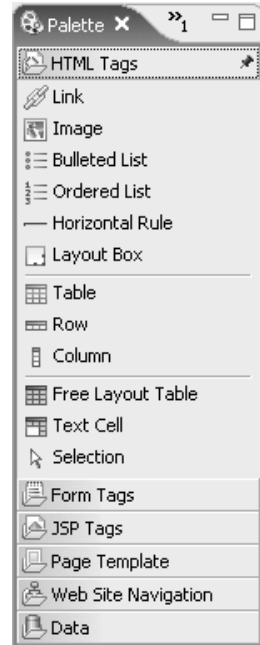 Palette »1
HTML Tags
Link
Image
Bulleted List
Ordered List
Horizontal Rule
Layout Box
Table
Row
Column
Free Layout Table
Text Cell
Selection
Form Tags
JSP Tags
Page Template
Web Site Navigation
Data